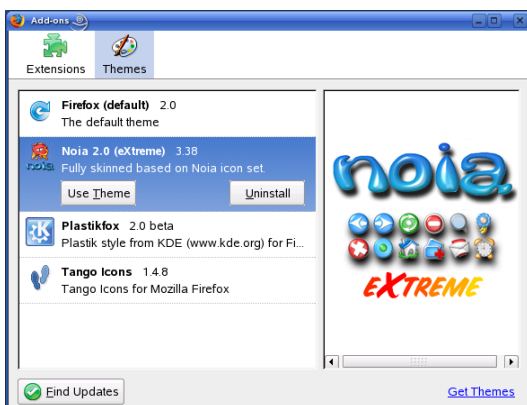 Add-ons
Extensions Themes
Firefox (default) 2.0
The default theme
Noia 2.0 (eXtreme) 3.38
Fully skinned based on Noia icon set.
Use Theme Uninstall
Plastikfox 2.0 beta
Plastik style from KDE (www.kde.org) for Fi...
Tango Icons 1.4.8
Tango Icons for Mozilla Firefox
noia
noia
eXTREME
Find Updates Get Themes